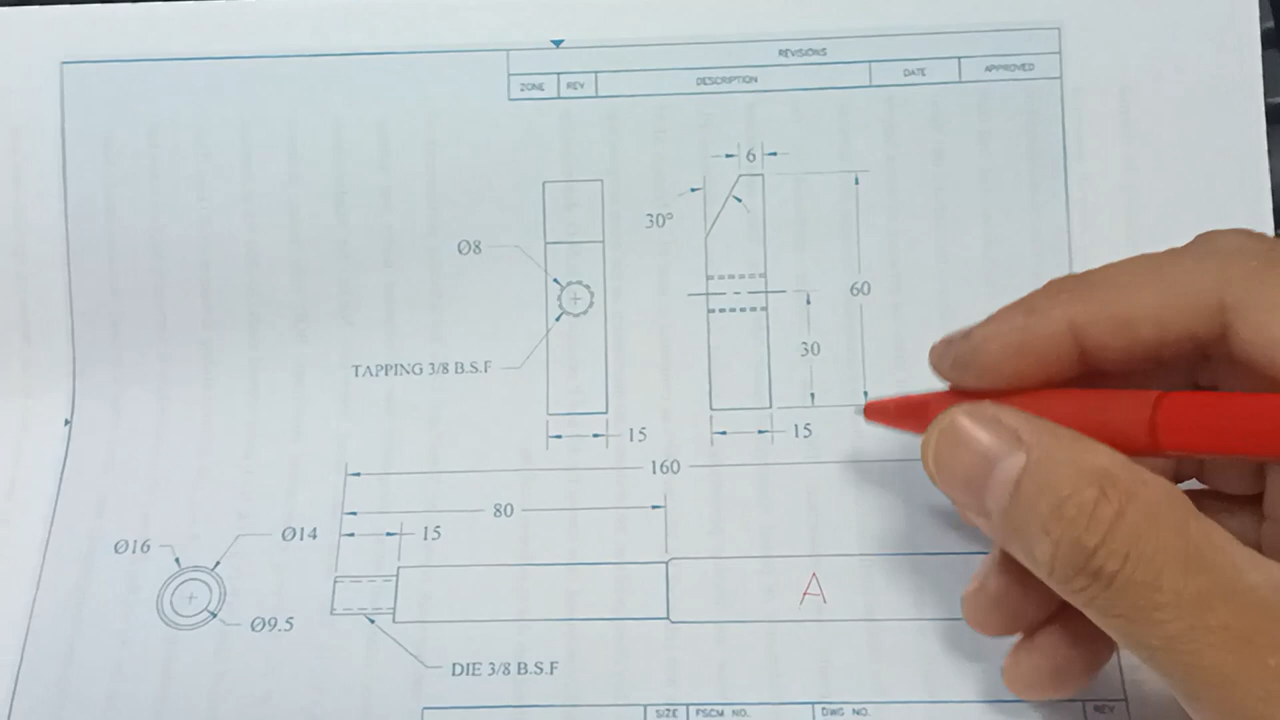 REVISIONS
ZONE REV DESCRIPTION DATE APPROVED
6
30°
Ø8
60
30
TAPPING 3/8 B.S.F
15
15
160
80
15
Ø16
Ø14
A
Ø9.5
DIE 3/8 B.S.F
SIZE FSCM NO. DWG NO. REV